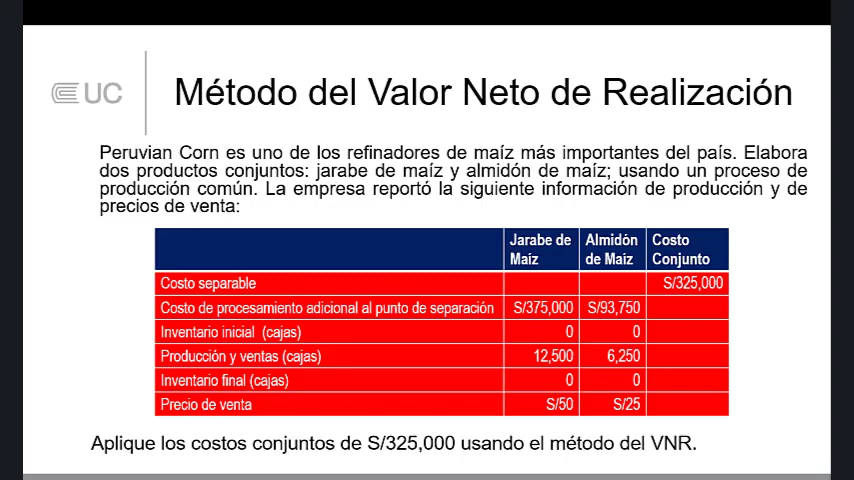 UC
Método del Valor Neto de Realización
Peruvian Corn es uno de los refinadores de maíz más importantes del país. Elabora
dos productos conjuntos: jarabe de maíz y almidón de maíz; usando un proceso de
producción común. La empresa reportó la siguiente información de producción y de
precios de venta:
Jarabe de Maíz Almidón de Maíz Costo Conjunto
Costo separable S/325,000
Costo de procesamiento adicional al punto de separación S/375,000 S/93,750
Inventario inicial (cajas) 0 0
Producción y ventas (cajas) 12,500 6,250
Inventario final (cajas) 0 0
Precio de venta S/50 S/25
Aplique los costos conjuntos de S/325,000 usando el método del VNR.